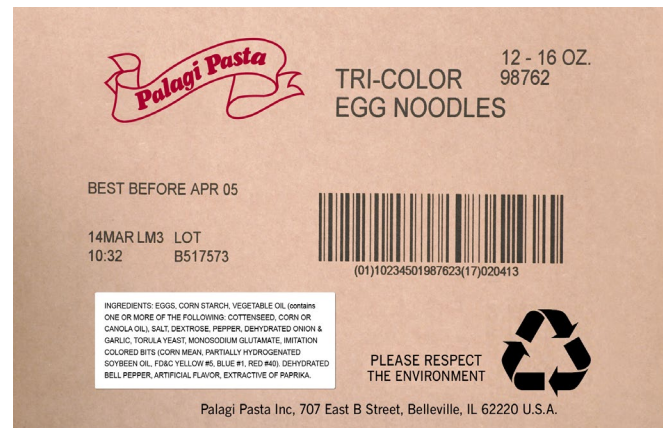 Palagi Pasta
12 - 16 OZ.
TRI-COLOR 98762
EGG NOODLES
BEST BEFORE APR 05
14MAR LM3 LOT
10:32 B517573
(01)10234501987623(17)020413
INGREDIENTS: EGGS, CORN STARCH, VEGETABLE OIL (contains
ONE OR MORE OF THE FOLLOWING: COTTENSEED, CORN OR
CANOLA OIL), SALT, DEXTROSE, PEPPER, DEHYDRATED ONION &
GARLIC, TORULA YEAST, MONOSODIUM GLUTAMATE, IMITATION
COLORED BITS (CORN MEAN, PARTIALLY HYDROGENATED
SOYBEEN OIL, FD&C YELLOW #5, BLUE #1, RED #40). DEHYDRATED
BELL PEPPER, ARTIFICIAL FLAVOR, EXTRACTIVE OF PAPRIKA.
PLEASE RESPECT
THE ENVIRONMENT
Palagi Pasta Inc, 707 East B Street, Belleville, IL 62220 U.S.A.